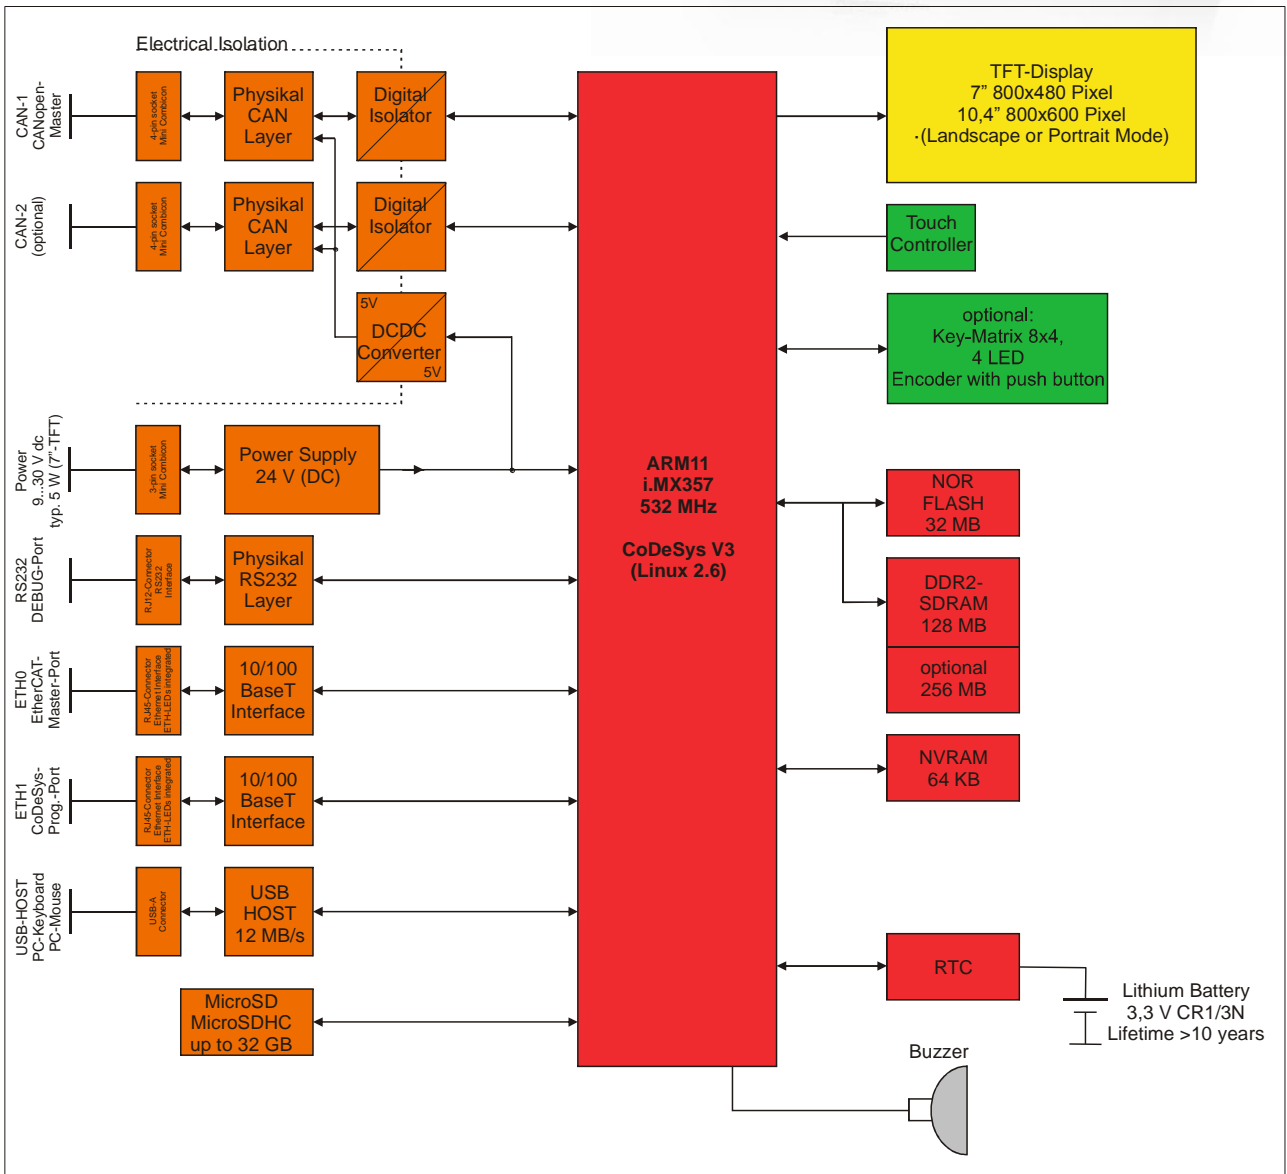 Electrical Isolation
CAN-1
CANopen-
Master
4-pin socket
Mini Combicon
Physikal
CAN
Layer
Digital
Isolator
CAN-2
(optional)
4-pin socket
Mini Combicon
Physikal
CAN
Layer
Digital
Isolator
5V
DCDC
Converter
5V
Power
9...30 V dc
typ. 5 W (7"-TFT)
3-pin socket
Mini Combicon
Power Supply
24 V (DC)
RS232
DEBUG-Port
RJ12-Connector
RS232
Interface
Physikal
RS232
Layer
ETH0
EtherCAT-
Master-Port
RJ45-Connector
Ethernet Interface
ETH-LEDs integrated
10/100
BaseT
Interface
ETH1
CoDeSys-
Prog.-Port
RJ45-Connector
Ethernet Interface
ETH-LEDs integrated
10/100
BaseT
Interface
USB-HOST
PC-Keyboard
PC-Mouse
USB-A
Connector
USB
HOST
12 MB/s
MicroSD
MicroSDHC
up to 32 GB
ARM11
i.MX357
532 MHz
CoDeSys V3
(Linux 2.6)
TFT-Display
7” 800x480 Pixel
10,4” 800x600 Pixel
·(Landscape or Portrait Mode)
Touch
Controller
optional:
Key-Matrix 8x4,
4 LED
Encoder with push button
NOR
FLASH
32 MB
DDR2-
SDRAM
128 MB
optional
256 MB
NVRAM
64 KB
RTC
Lithium Battery
3,3 V CR1/3N
Lifetime >10 years
Buzzer